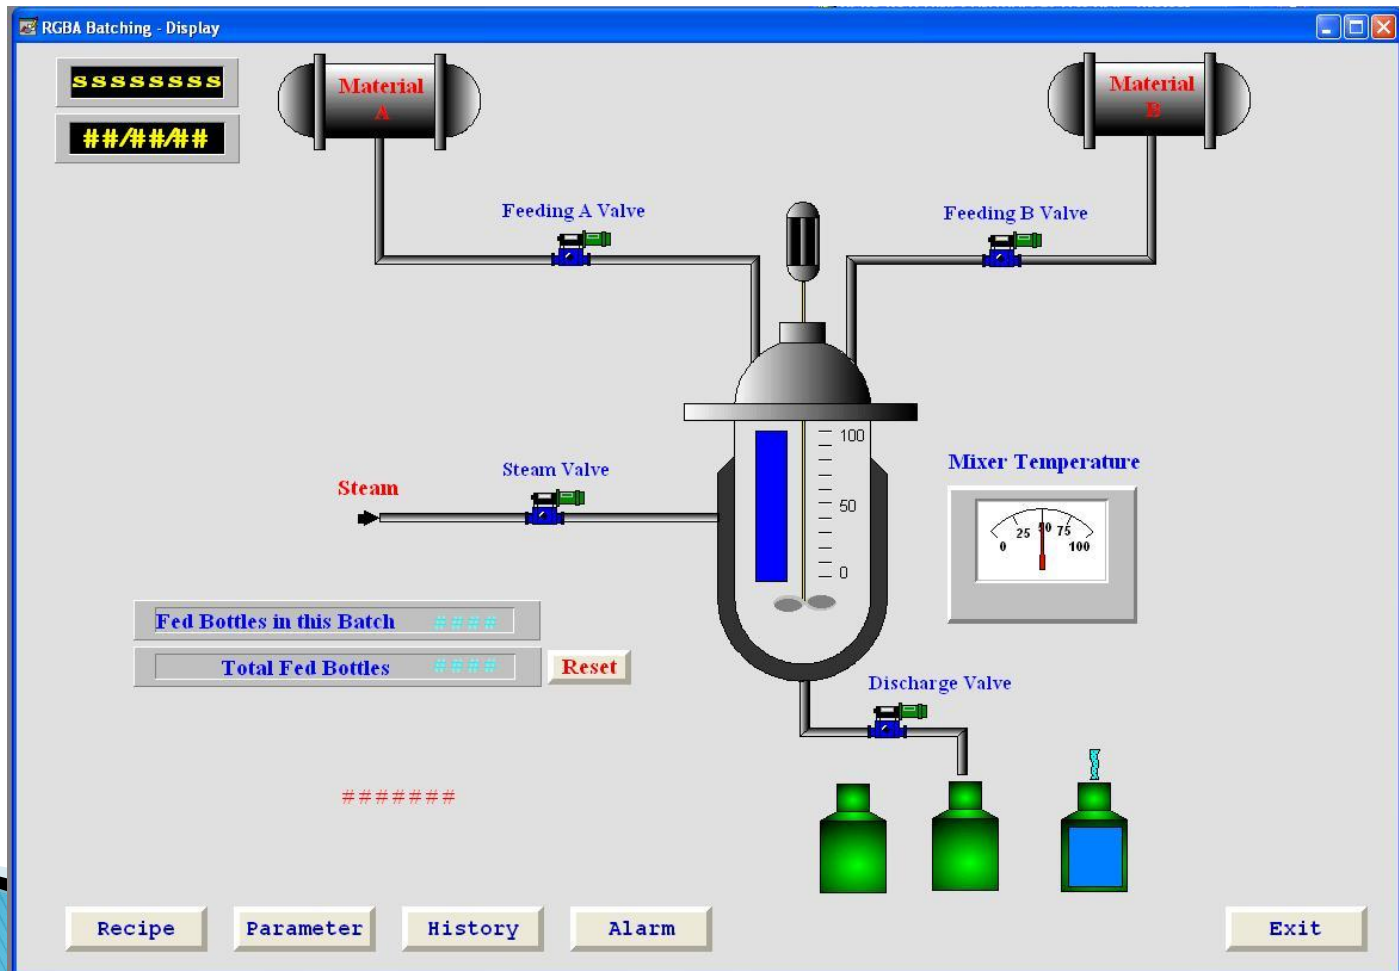 RGBA Batching - Display
ssssssss
##/##/##
Material
A
Material
B
Feeding A Valve
Feeding B Valve
Steam Valve
Steam
100
50
0
Mixer Temperature
0 25 50 75 100
Fed Bottles in this Batch ####
Total Fed Bottles ####
Reset
Discharge Valve
#######
Recipe
Parameter
History
Alarm
Exit